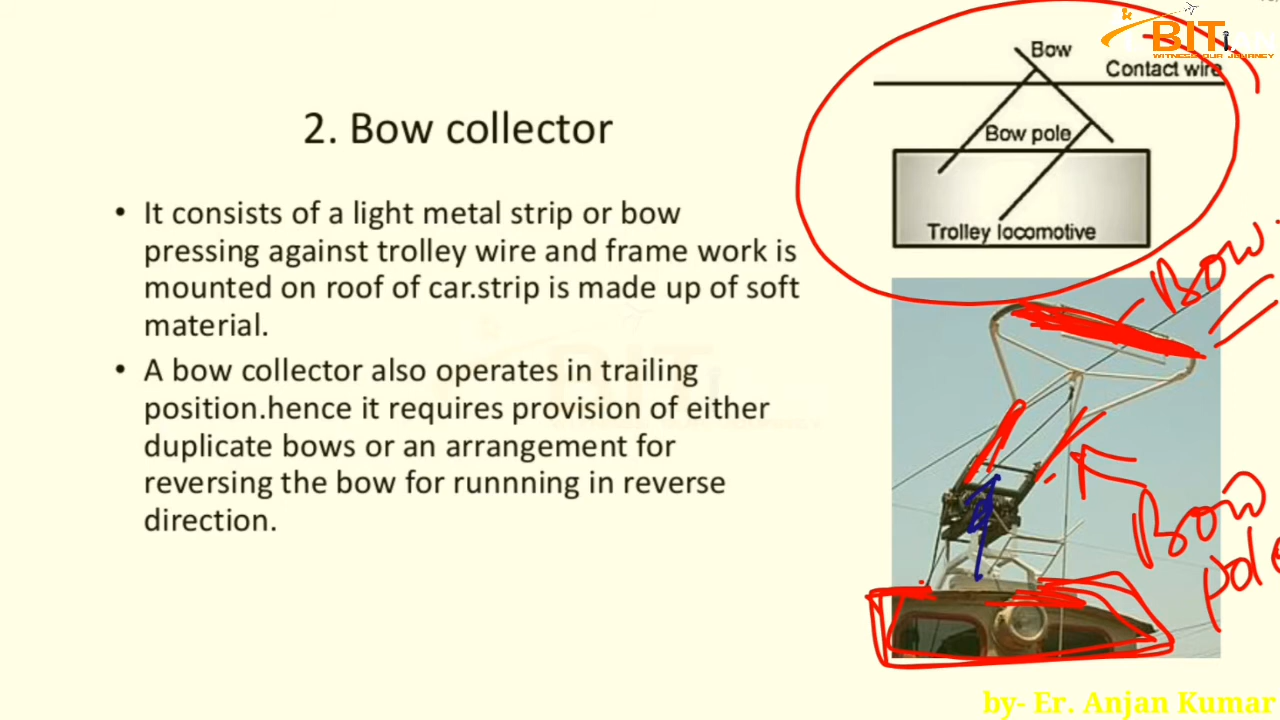 BIT
WITNESS OUR JOURNEY
Bow
Contact wire
Bow pole
Trolley locomotive
2. Bow collector
• It consists of a light metal strip or bow
pressing against trolley wire and frame work is
mounted on roof of car.strip is made up of soft
material.
• A bow collector also operates in trailing
position.hence it requires provision of either
duplicate bows or an arrangement for
reversing the bow for runnning in reverse
direction.
Bow
Bow
pole
by- Er. Anjan Kumar